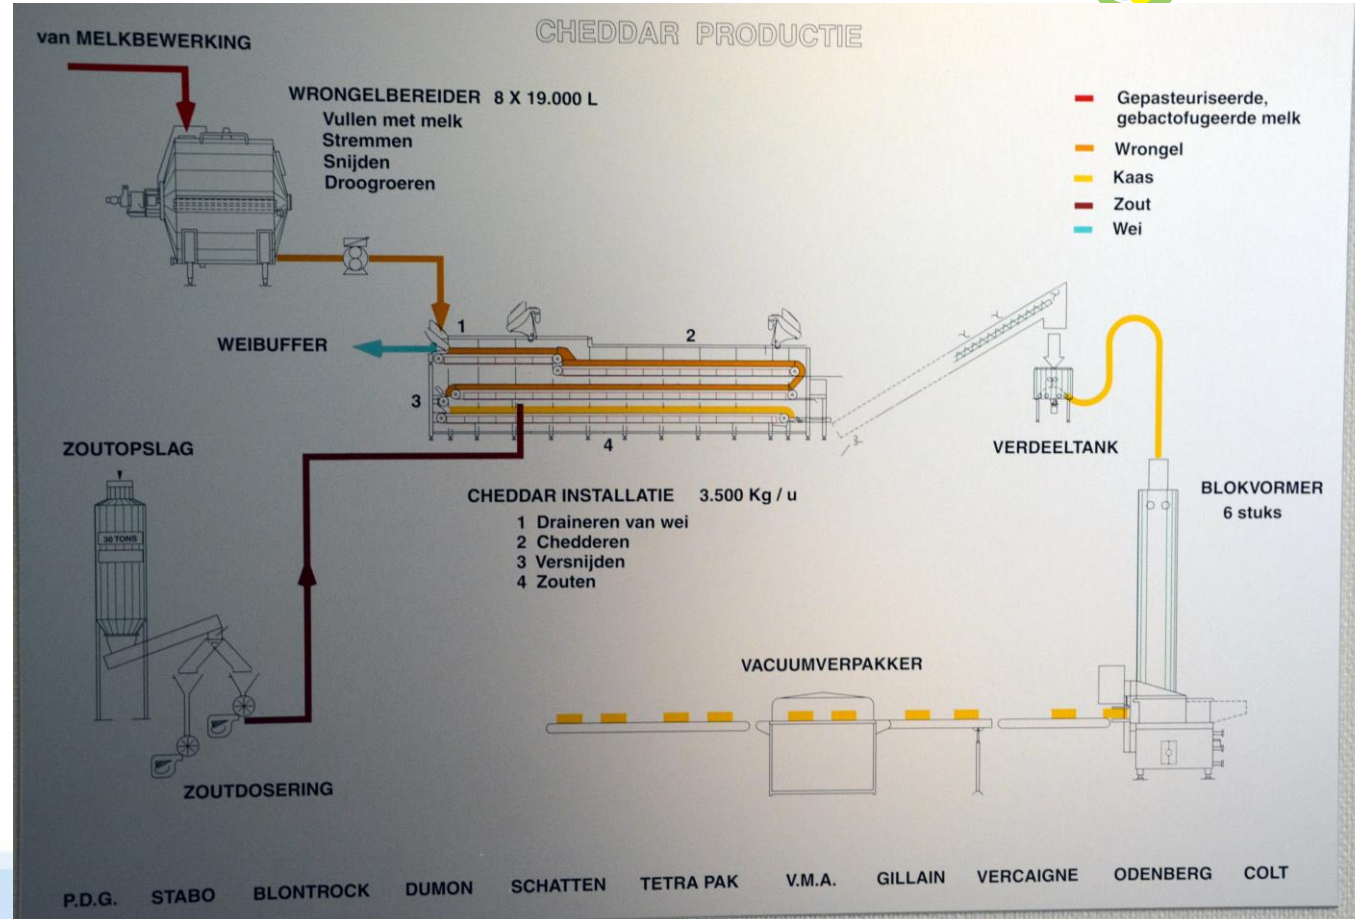 CHEDDAR PRODUCTIE
van MELKBEWERKING
WRONGELBEREIDER 8 X 19.000 L
Vullen met melk
Stremmen
Snijden
Droogroeren
Gepasteuriseerde,
gebactofugeerde melk
Wrongel
Kaas
Zout
Wei
1
2
WEIBUFFER
3
4
ZOUTOPSLAG
30 TONS
VERDEELTANK
BLOKVORMER
6 stuks
CHEDDAR INSTALLATIE 3.500 Kg / u
1 Draineren van wei
2 Chedderen
3 Versnijden
4 Zouten
VACUUMVERPAKKER
ZOUTDOSERING
P.D.G. STABO BLONTROCK DUMON SCHATTEN TETRA PAK V.M.A. GILLAIN VERCAIGNE ODENBERG COLT